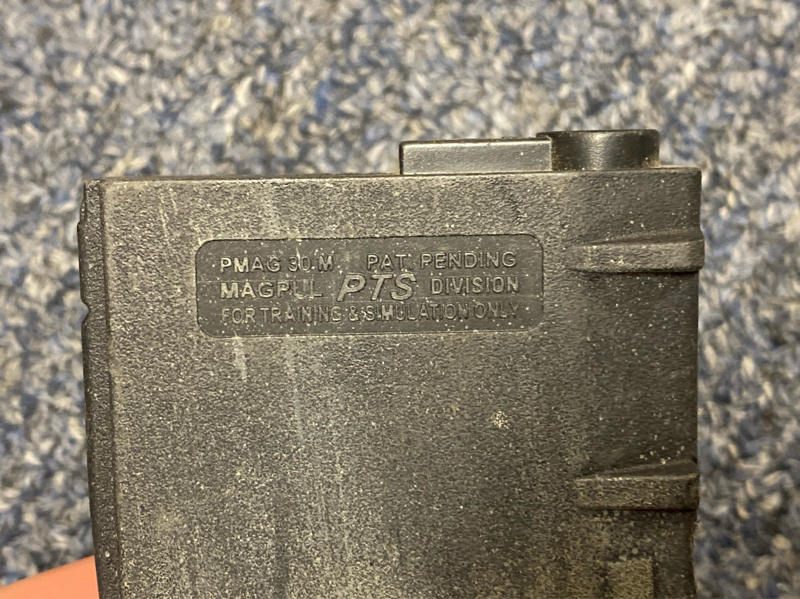 PMAG 30 M PAT. PENDING
MAGPUL PTS DIVISION
FOR TRAINING & SIMULATION ONLY